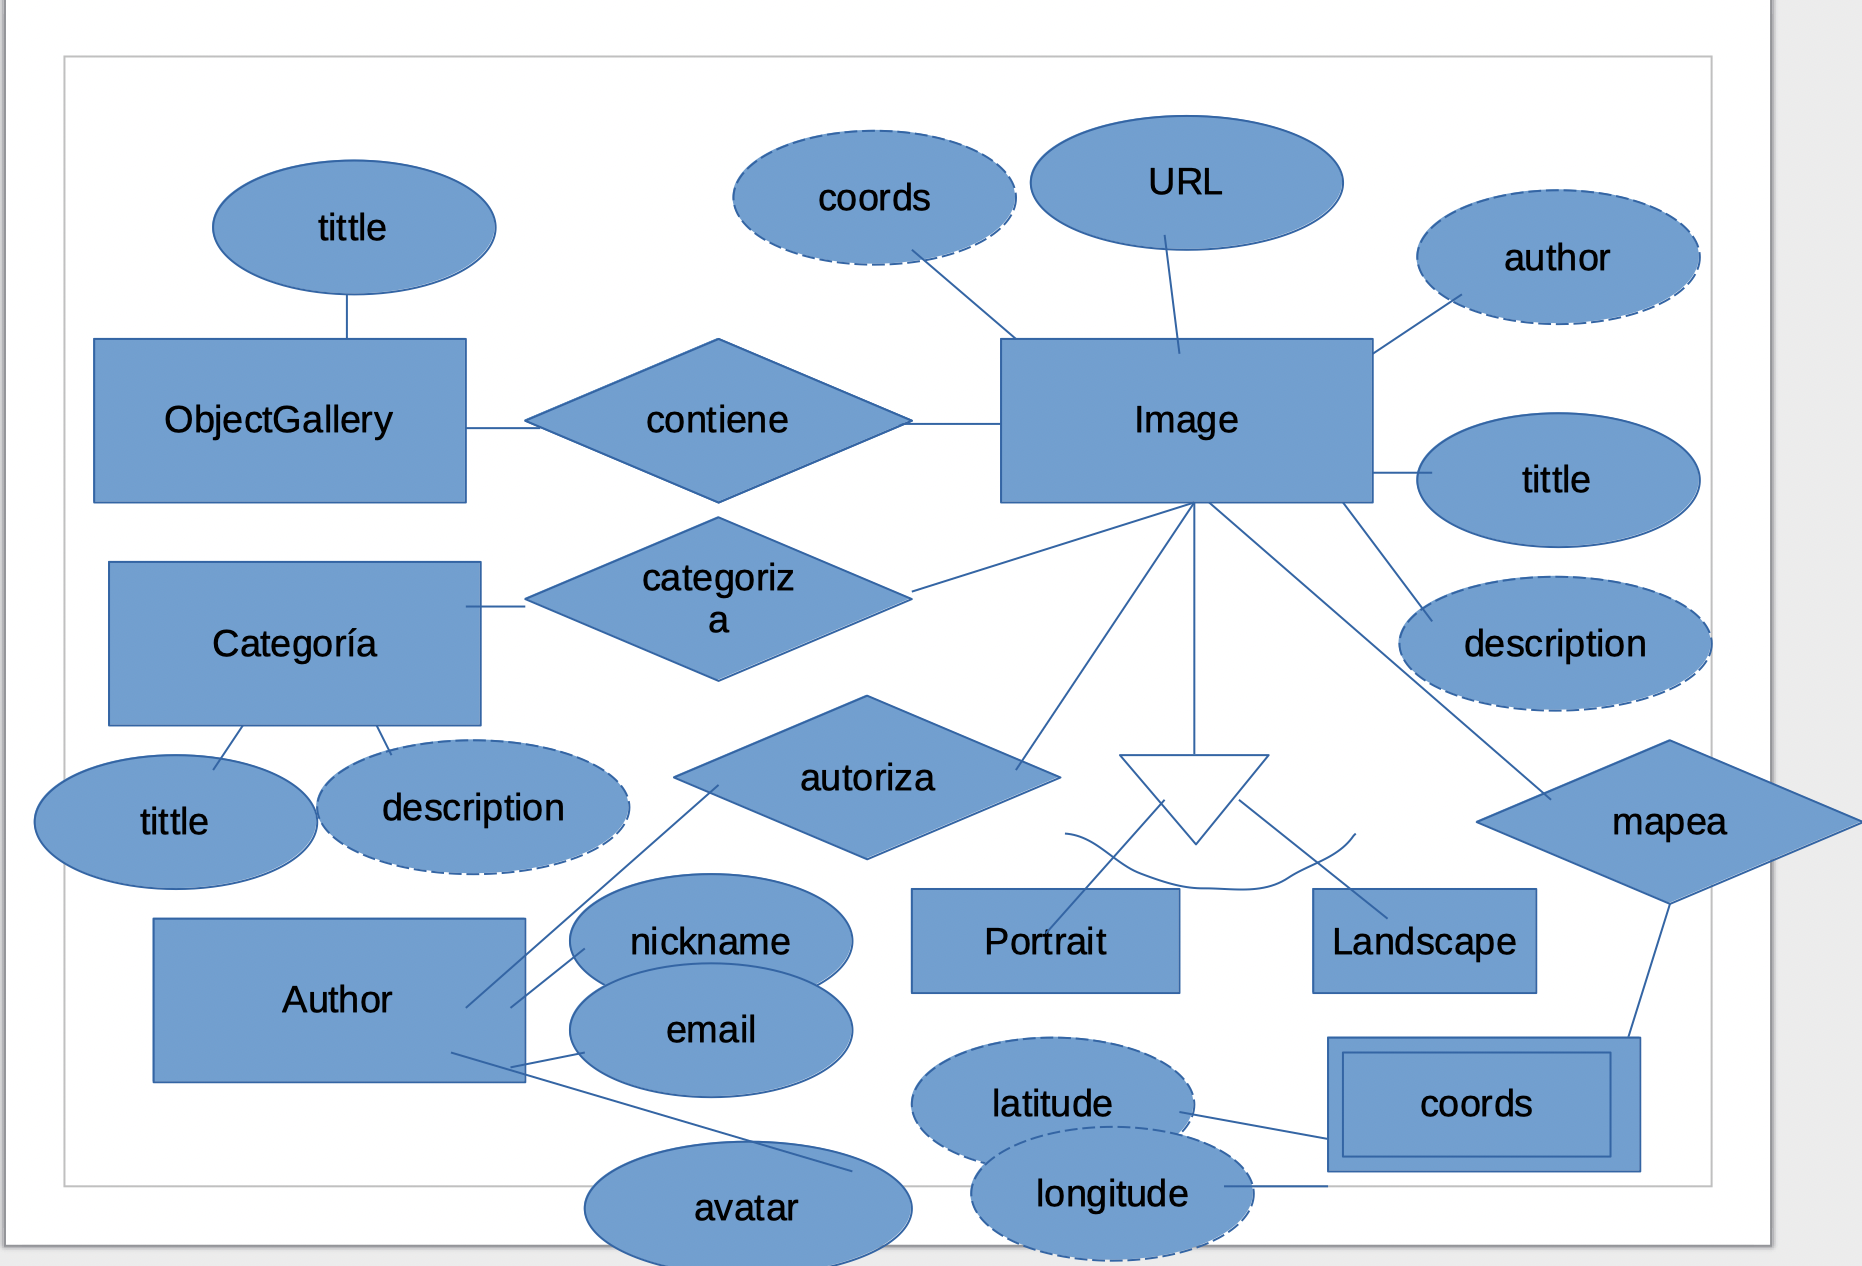 coords
URL
tittle
author
ObjectGallery
contiene
Image
tittle
categoriz
a
Categoría
description
autoriza
tittle
description
mapea
nickname
Portrait
Landscape
Author
email
latitude
coords
longitude
avatar